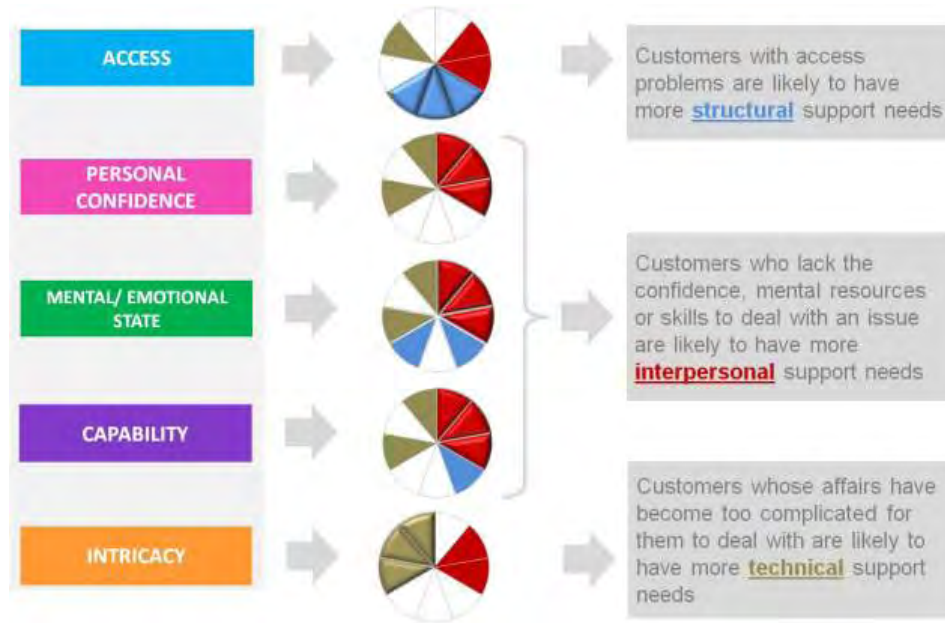 ACCESS
Customers with access
problems are likely to have
more structural support needs
PERSONAL
CONFIDENCE
MENTAL/ EMOTIONAL
STATE
Customers who lack the
confidence, mental resources
or skills to deal with an issue
are likely to have more
interpersonal support needs
CAPABILITY
INTRICACY
Customers whose affairs have
become too complicated for
them to deal with are likely to
have more technical support
needs